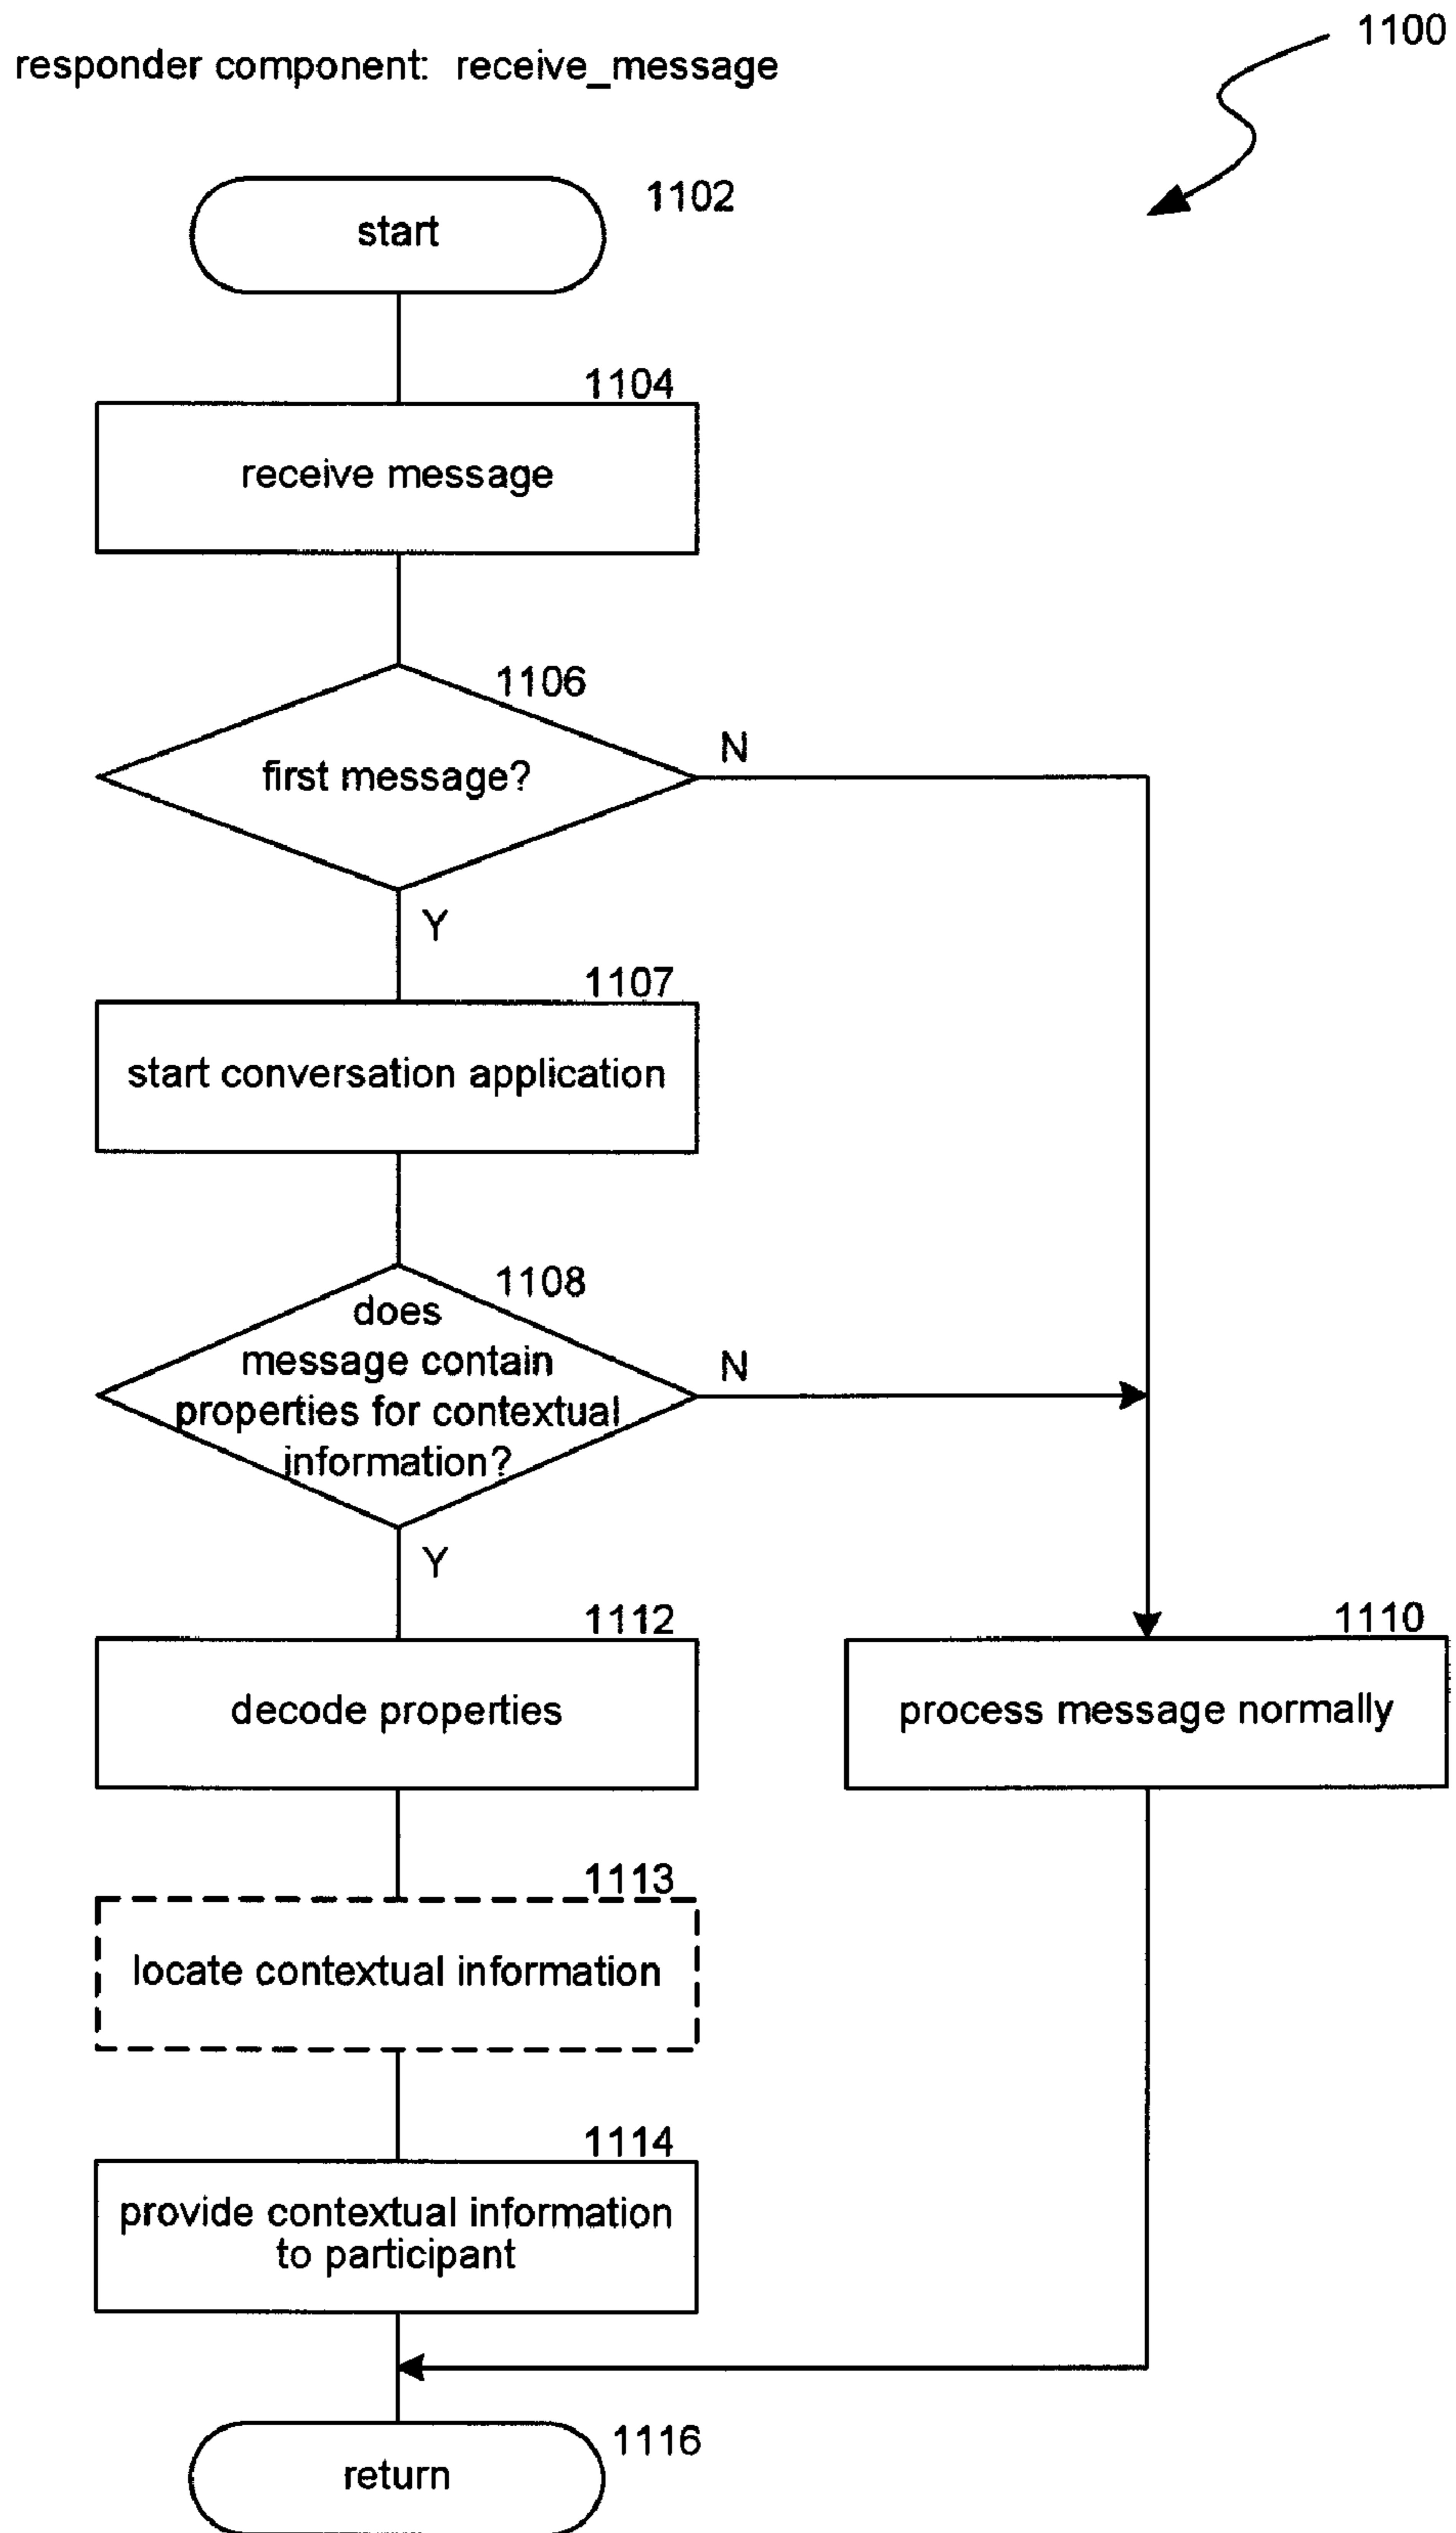 1100
responder component: receive_message
1102
start
1104
receive message
1106
first message?
N
Y
1107
start conversation application
1108
does
message contain
properties for contextual
information?
N
Y
1112
decode properties
1110
process message normally
1113
locate contextual information
1114
provide contextual information
to participant
1116
return